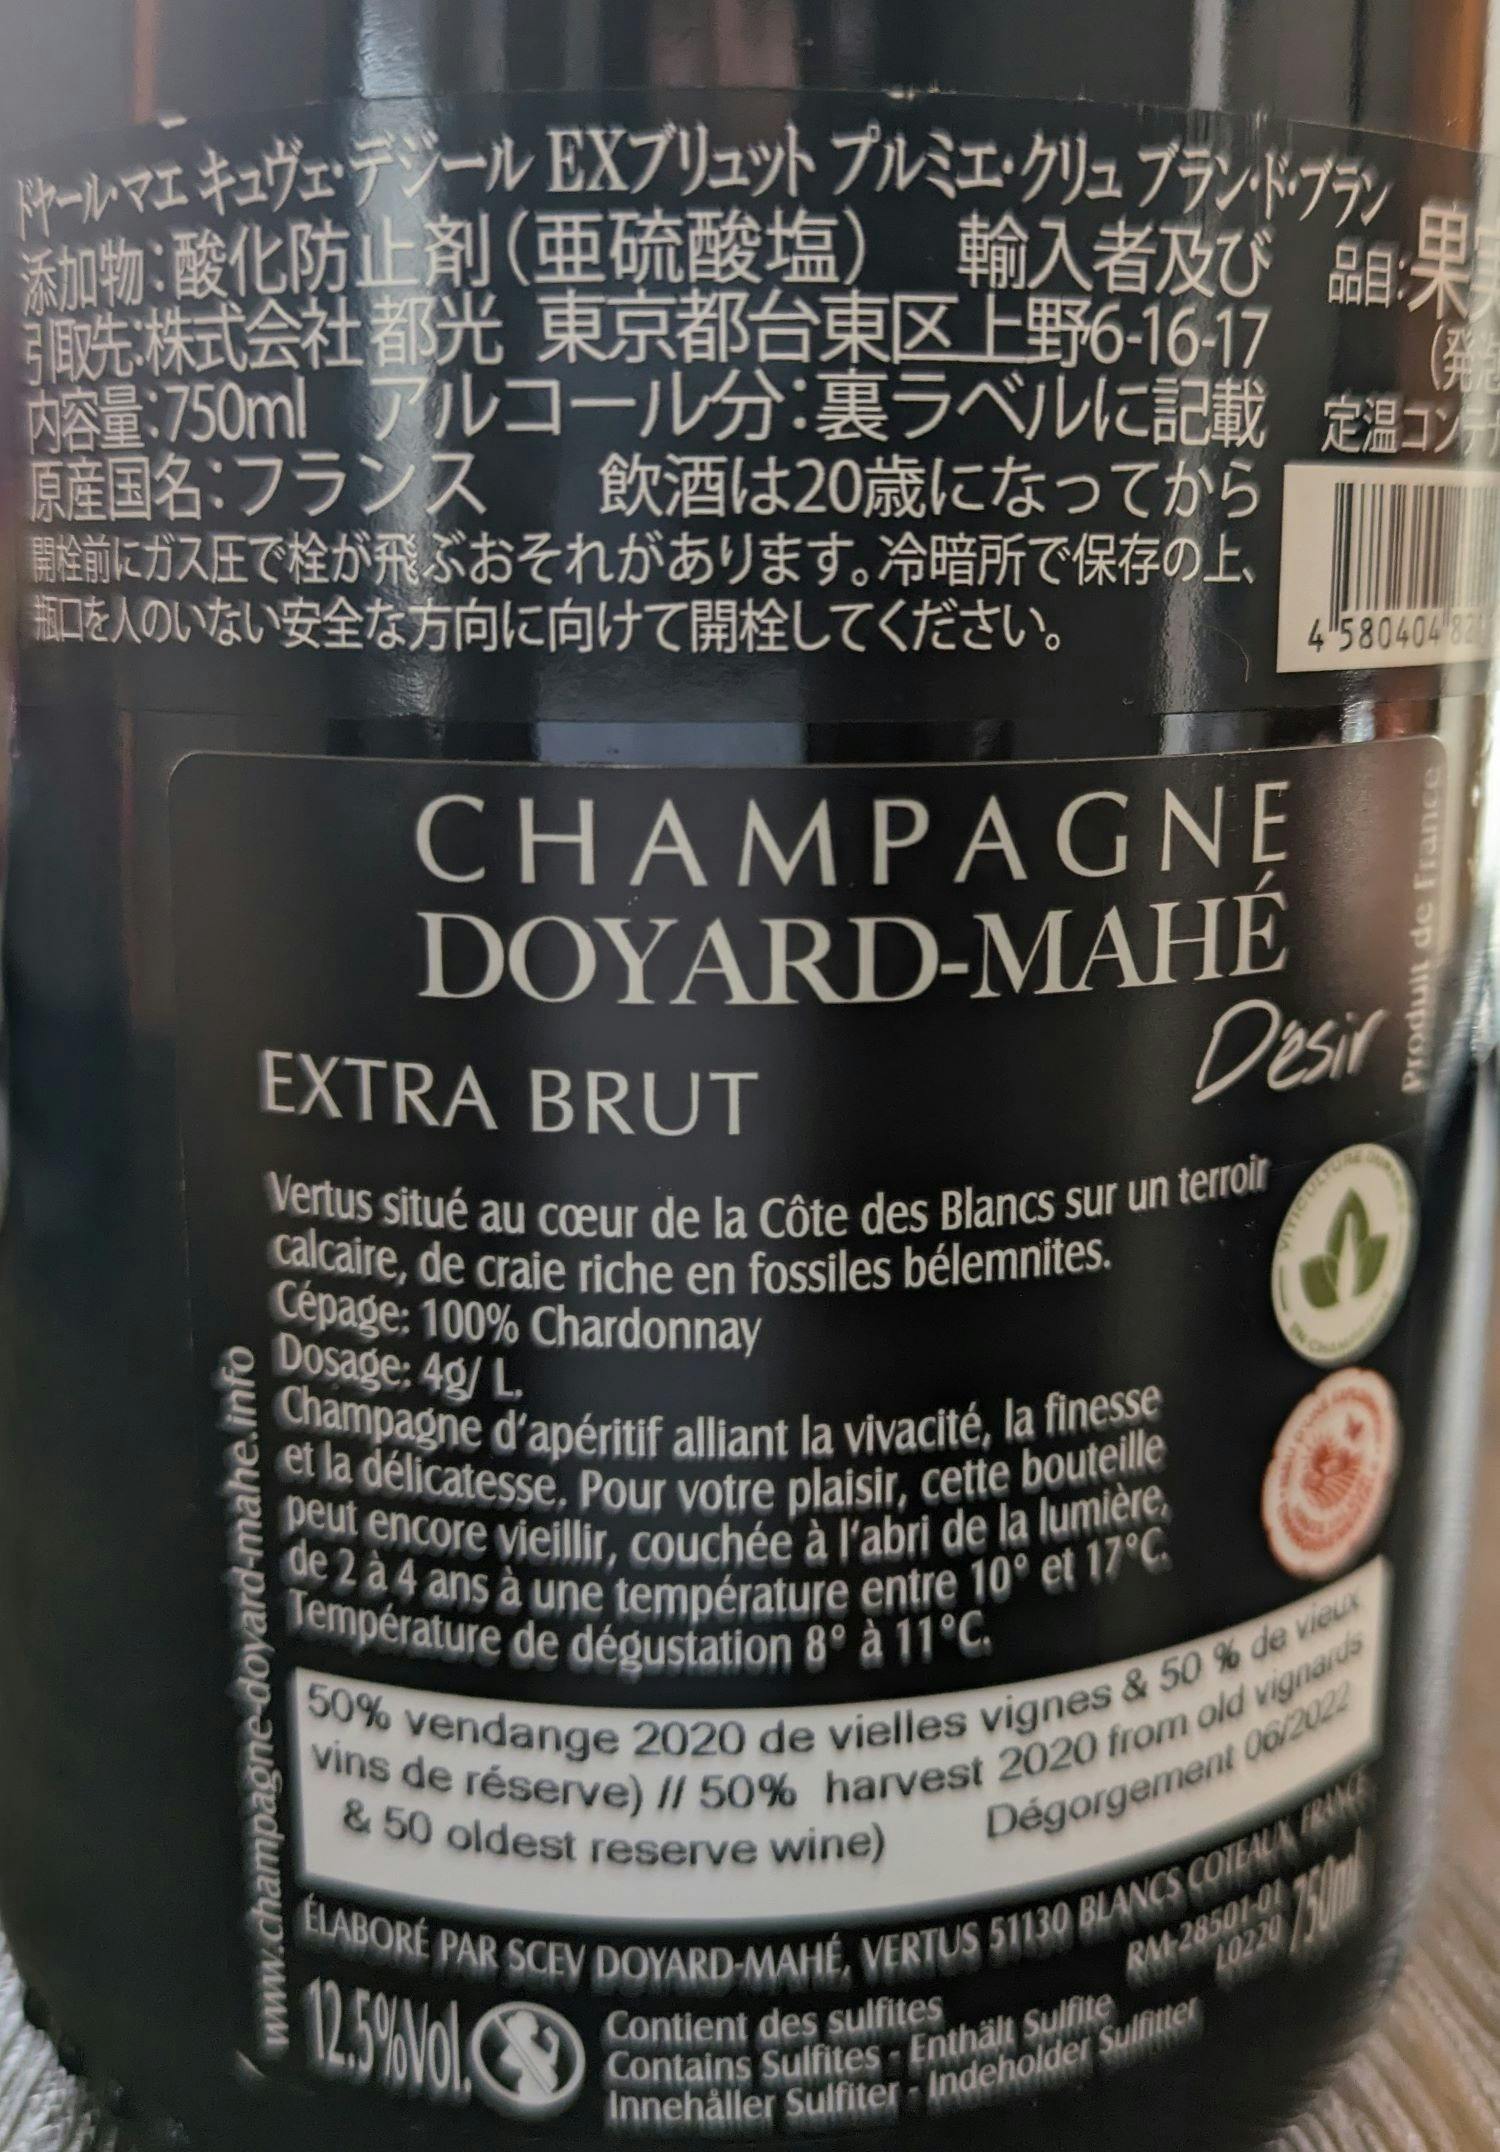 ドヤール・マエ キュヴェ・デジール EXブリュット プルミエ・クリュ ブラン・ド・ブラン
添加物:酸化防止剤(亜硫酸塩) 輸入者及び
引取先:株式会社都光 東京都台東区上野6-16-17
内容量:750ml アルコール分:裏ラベルに記載
原産国名:フランス 飲酒は20歳になってから
開栓前にガス圧で栓が飛ぶおそれがあります。冷暗所で保存の上、
瓶口を人のいない安全な方向に向けて開栓してください。
品目:
4 580404
CHAMPAGNE
DOYARD-MAHÉ
Désir
EXTRA BRUT
Produit de France
Vertus situé au cœur de la Côte des Blancs sur un terroir
calcaire, de craie riche en fossiles bélemnites.
Cépage: 100% Chardonnay
Dosage: 4g/ L.
Champagne d'apéritif alliant la vivacité, la finesse
et la délicatesse. Pour votre plaisir, cette bouteille
peut encore vieillir, couchée à l'abri de la lumière,
de 2 à 4 ans à une température entre 10° et 17°C.
Température de dégustation 8° à 11°C.
www.champagne-doyard-mahe.info
50% vendange 2020 de vielles vignes & 50 % de vieux
vins de réserve) // 50% harvest 2020 from old vignards
& 50 oldest reserve wine)
Dégorgement 06/2022
ÉLABORÉ PAR SCEV DOYARD-MAHÉ, VERTUS 51130 BLANCS COTEAUX, FRANCE
RM-28501-01
L0220
750ml
12.5%Vol.
Contient des sulfites
Contains Sulfites - Enthält Sulfite
Innehåller Sulfiter - Indeholder Sulfitter